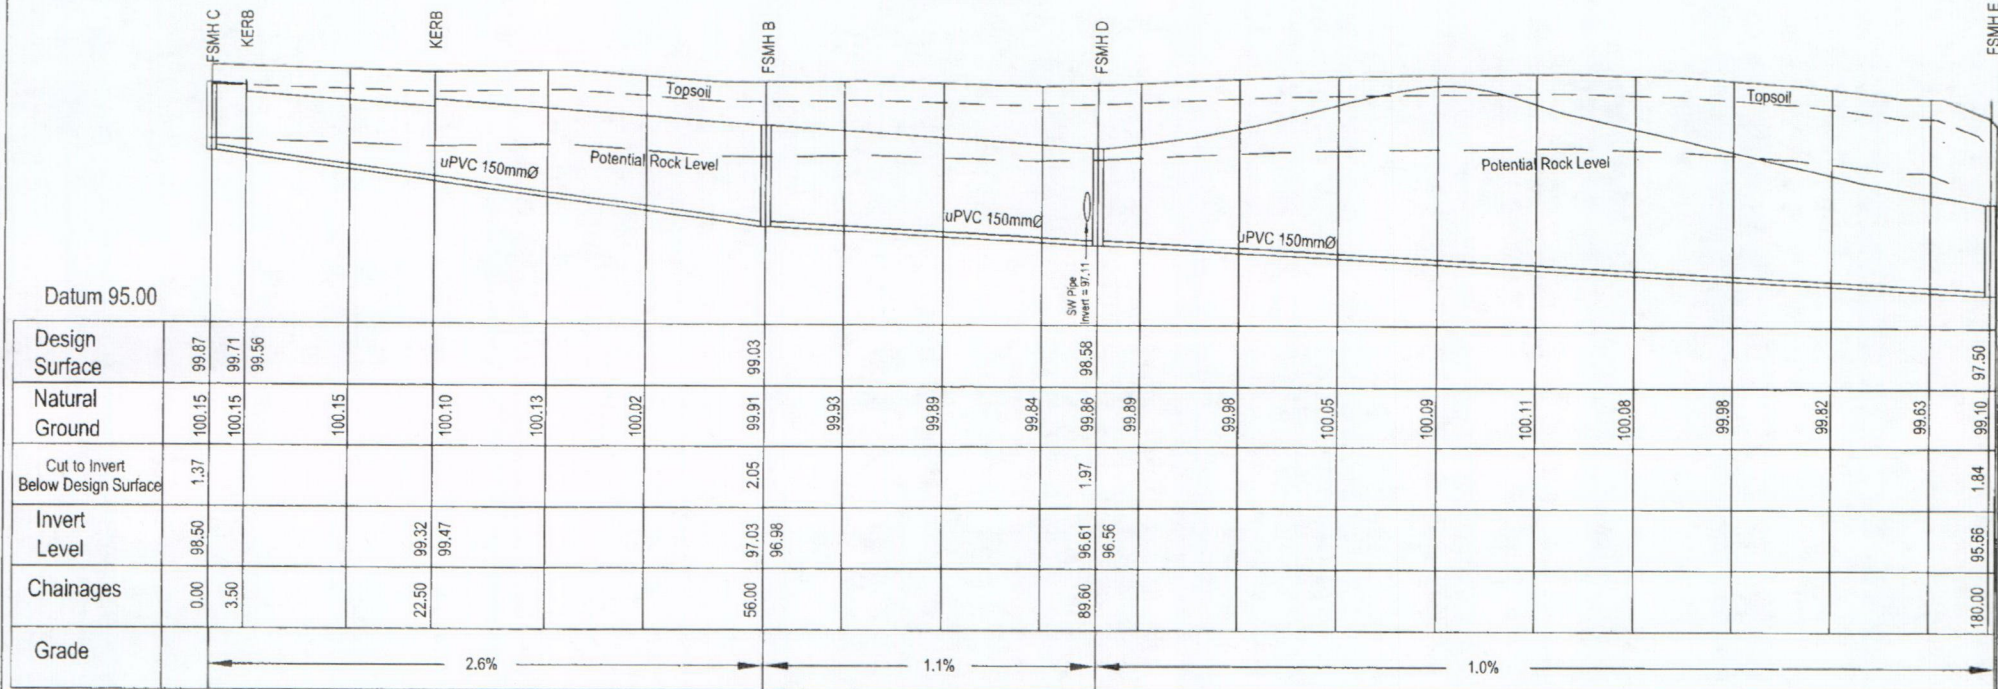 FSMH C
KERB
KERB
FSMH B
FSMH D
FSMH E
Topsoil
Topsoil
uPVC 150mmØ
Potential Rock Level
uPVC 150mmØ
uPVC 150mmØ
Potential Rock Level
SW Pipe
Invert = 97.11
Datum 95.00
Design
Surface
99.87
99.71
99.56
99.03
98.58
97.50
Natural
Ground
100.15
100.15
100.15
100.10
100.13
100.02
99.91
99.93
99.89
99.84
99.86
99.89
99.98
100.05
100.09
100.11
100.08
99.98
99.82
99.63
99.10
Cut to Invert
Below Design Surface
1.37
2.05
1.97
1.84
Invert
Level
98.50
99.32
99.47
97.03
96.98
96.61
96.56
95.66
Chainages
0.00
3.50
22.50
56.00
89.60
180.00
Grade
2.6%
1.1%
1.0%